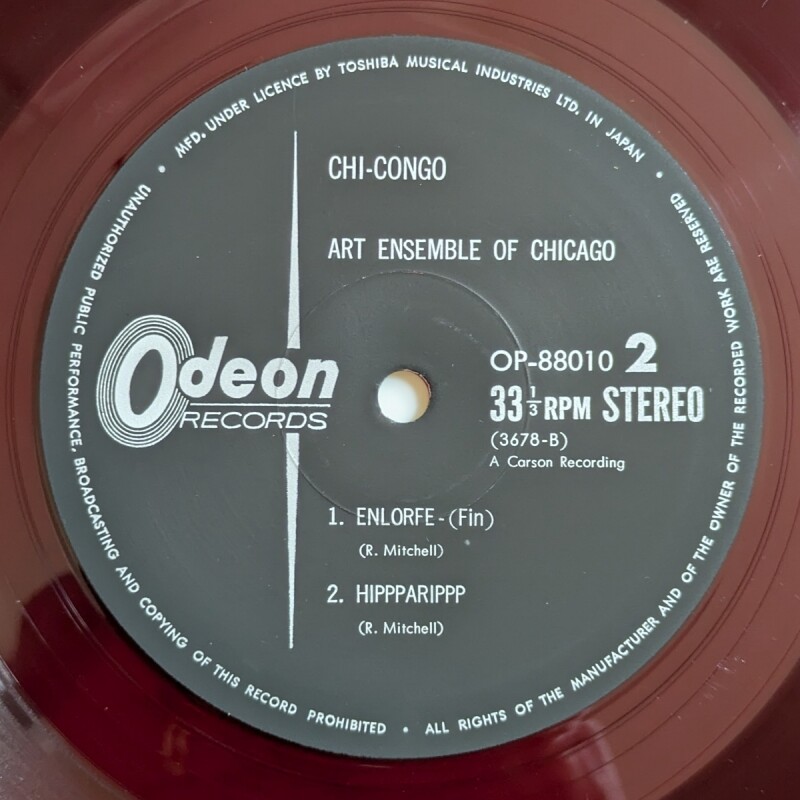 MFD. UNDER LICENCE BY TOSHIBA MUSICAL INDUSTRIES LTD. IN JAPAN
CHI-CONGO
ART ENSEMBLE OF CHICAGO
Odeon
RECORDS
OP-88010 2
33 1/3 RPM STEREO
(3678-B)
A Carson Recording
1. ENLORFE-(Fin)
(R. Mitchell)
2. HIPPPARIPPP
(R. Mitchell)
UNAUTHORIZED PUBLIC PERFORMANCE, BROADCASTING AND COPYING OF THIS RECORD PROHIBITED • ALL RIGHTS OF THE MANUFACTURER AND OF THE OWNER OF THE RECORDED WORK ARE RESERVED •